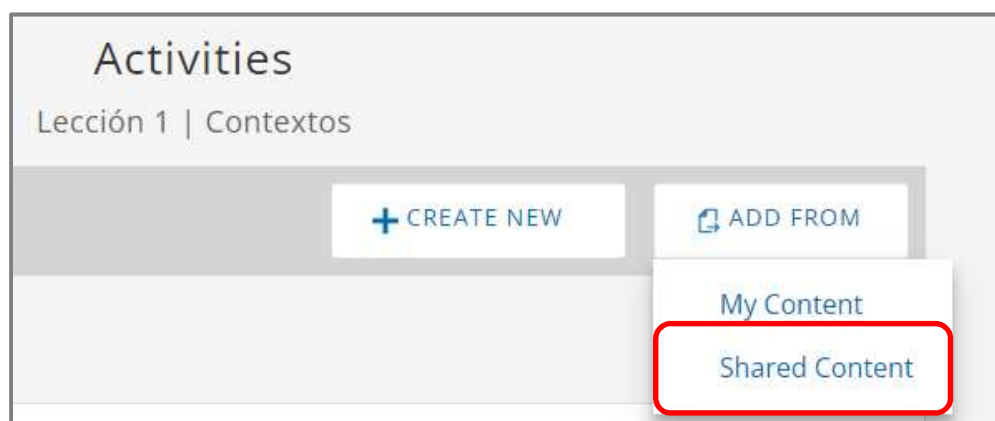 Activities
Lección 1 | Contextos
CREATE NEW
ADD FROM
My Content
Shared Content